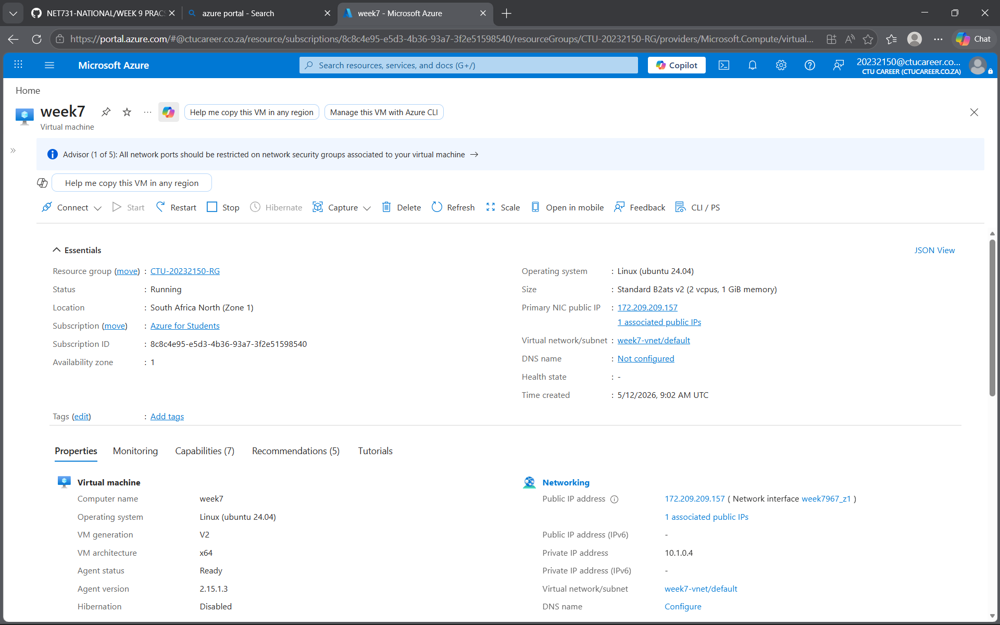 NET731-NATIONAL/WEEK 9 PRACS
azure portal - Search
week7 - Microsoft Azure
https://portal.azure.com/#@ctucareer.co.za/resource/subscriptions/8c8c4e95-e5d3-4b36-93a7-3f2e51598540/resourceGroups/CTU-20232150-RG/providers/Microsoft.Compute/virtual...
Chat
Microsoft Azure
Search resources, services, and docs (G+/)
Copilot
20232150@ctucareer.co...
CTU CAREER (CTUCAREER.CO.ZA)
Home
week7
Help me copy this VM in any region
Manage this VM with Azure CLI
Virtual machine
Advisor (1 of 5): All network ports should be restricted on network security groups associated to your virtual machine →
Help me copy this VM in any region
Connect
Start
Restart
Stop
Hibernate
Capture
Delete
Refresh
Scale
Open in mobile
Feedback
CLI / PS
Essentials
JSON View
Resource group (move) : CTU-20232150-RG
Status : Running
Location : South Africa North (Zone 1)
Subscription (move) : Azure for Students
Subscription ID : 8c8c4e95-e5d3-4b36-93a7-3f2e51598540
Availability zone : 1
Operating system : Linux (ubuntu 24.04)
Size : Standard B2ats v2 (2 vcpus, 1 GiB memory)
Primary NIC public IP : 172.209.209.157
1 associated public IPs
Virtual network/subnet : week7-vnet/default
DNS name : Not configured
Health state : -
Time created : 5/12/2026, 9:02 AM UTC
Tags (edit) : Add tags
Properties
Monitoring
Capabilities (7)
Recommendations (5)
Tutorials
Virtual machine
Computer name week7
Operating system Linux (ubuntu 24.04)
VM generation V2
VM architecture x64
Agent status Ready
Agent version 2.15.1.3
Hibernation Disabled
Networking
Public IP address 172.209.209.157 ( Network interface week7967_z1 )
1 associated public IPs
Public IP address (IPv6) -
Private IP address 10.1.0.4
Private IP address (IPv6) -
Virtual network/subnet week7-vnet/default
DNS name Configure